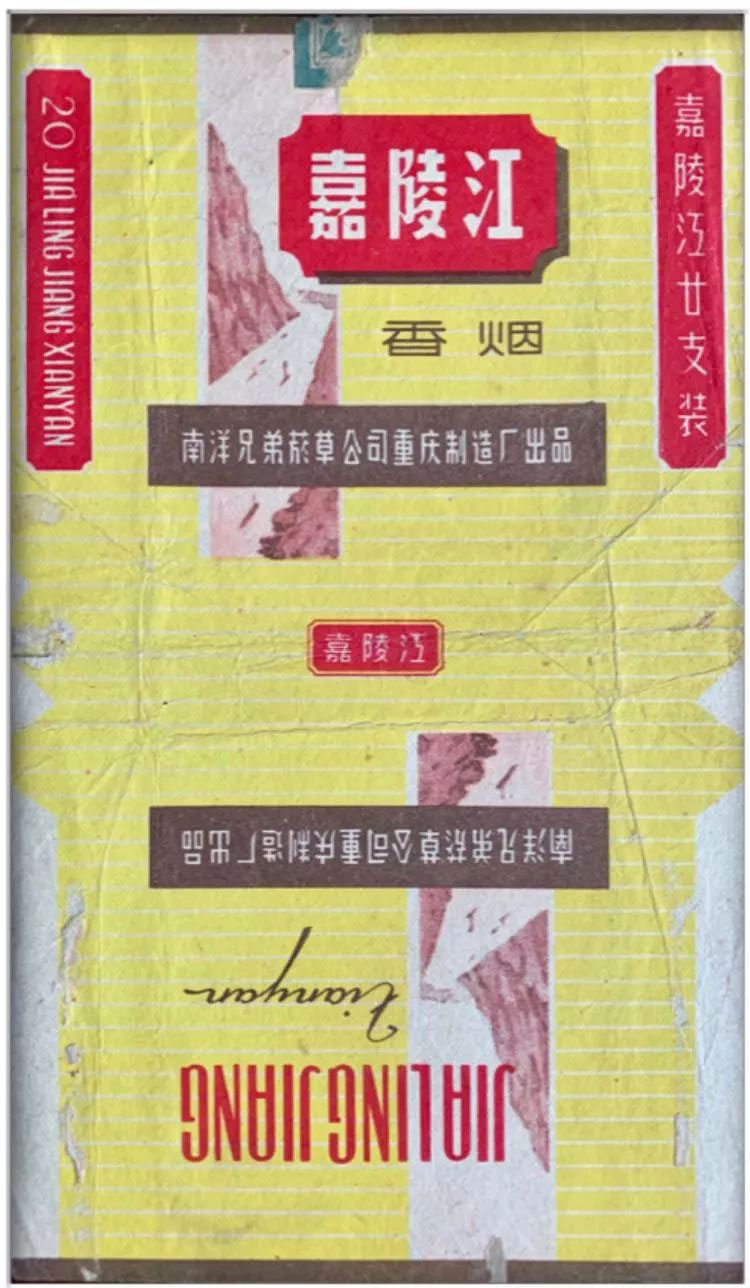 嘉陵江
香烟
南洋兄弟菸草公司重庆制造厂出品
20 JIALING JIANG XIANYAN
嘉陵江廿支装
嘉陵江
南洋兄弟菸草公司重庆制造厂出品
Xianyan
JIALINGJIANG